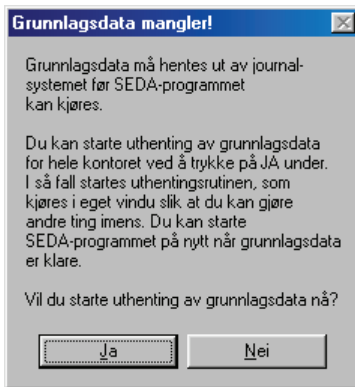 Grunnlagsdata mangler!
Grunnlagsdata må hentes ut av journal-
systemet før SEDA-programmet
kan kjøres.
Du kan starte uthenting av grunnlagsdata
for hele kontoret ved å trykke på JA under.
I så fall startes uthentingsrutinen, som
kjøres i eget vindu slik at du kan gjøre
andre ting imens. Du kan starte
SEDA-programmet på nytt når grunnlagsdata
er klare.
Vil du starte uthenting av grunnlagsdata nå?
Ja
Nei